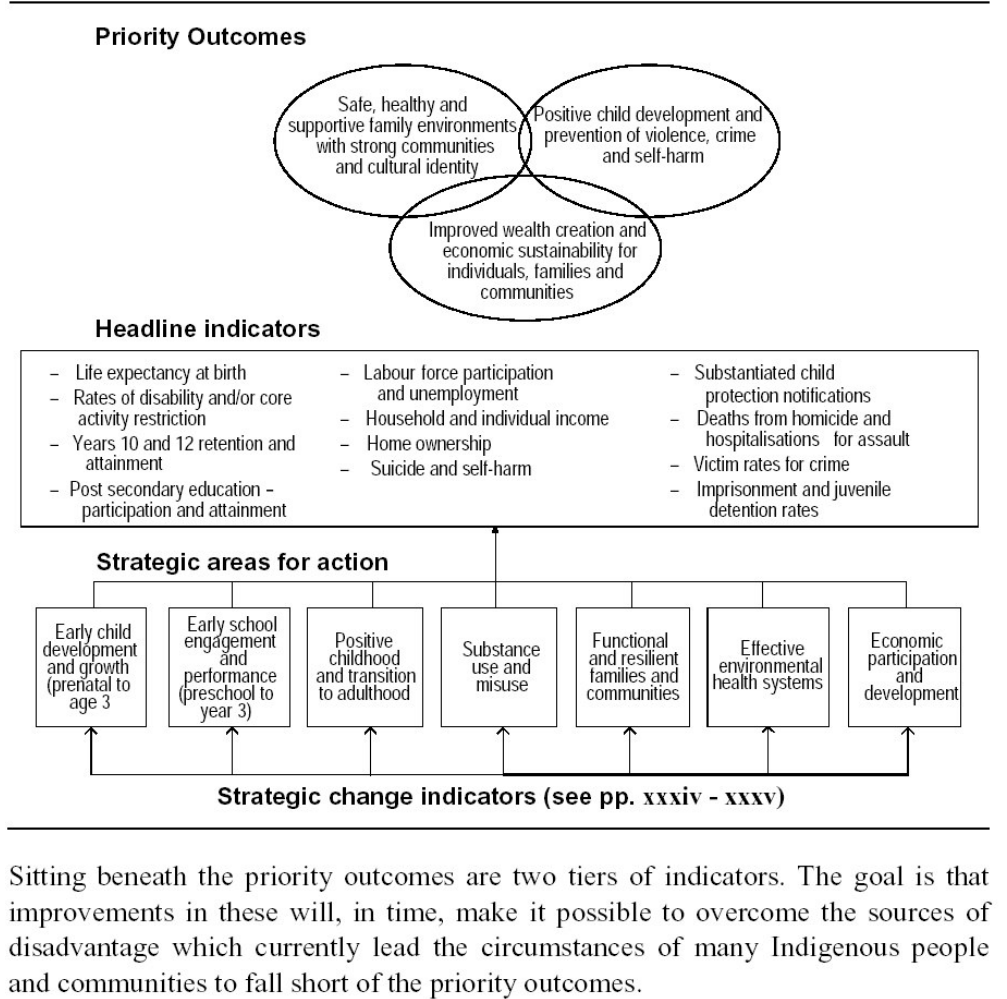 Priority Outcomes
Safe, healthy and
supportive family environments
with strong communities
and cultural identity
Positive child development and
prevention of violence, crime
and self-harm
Improved wealth creation and
economic sustainability for
individuals, families and
communities
Headline indicators
– Life expectancy at birth
– Rates of disability and/or core
activity restriction
– Years 10 and 12 retention and
attainment
– Post secondary education –
participation and attainment
– Labour force participation
and unemployment
– Household and individual income
– Home ownership
– Suicide and self-harm
– Substantiated child
protection notifications
– Deaths from homicide and
hospitalisations for assault
– Victim rates for crime
– Imprisonment and juvenile
detention rates
Strategic areas for action
Early child
development
and growth
(prenatal to
age 3
Early school
engagement
and
performance
(preschool to
year 3)
Positive
childhood
and transition
to adulthood
Substance
use and
misuse
Functional
and resilient
families and
communities
Effective
environmental
health systems
Economic
participation
and
development
Strategic change indicators (see pp. xxxiv - xxxv)
Sitting beneath the priority outcomes are two tiers of indicators. The goal is that
improvements in these will, in time, make it possible to overcome the sources of
disadvantage which currently lead the circumstances of many Indigenous people
and communities to fall short of the priority outcomes.